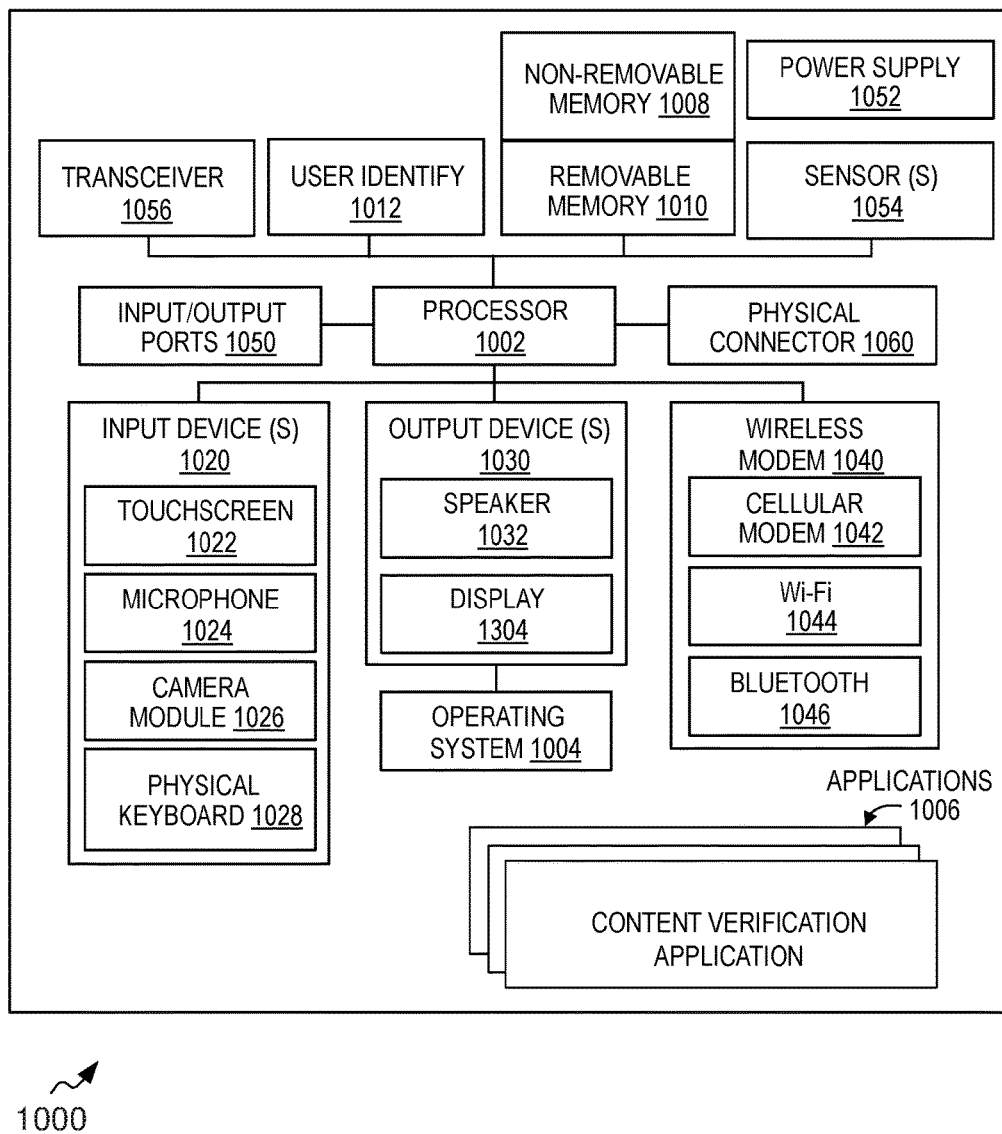 NON-REMOVABLE
MEMORY 1008
POWER SUPPLY
1052
TRANSCEIVER
1056
USER IDENTIFY
1012
REMOVABLE
MEMORY 1010
SENSOR (S)
1054
INPUT/OUTPUT
PORTS 1050
PROCESSOR
1002
PHYSICAL
CONNECTOR 1060
INPUT DEVICE (S)
1020
TOUCHSCREEN
1022
MICROPHONE
1024
CAMERA
MODULE 1026
PHYSICAL
KEYBOARD 1028
OUTPUT DEVICE (S)
1030
SPEAKER
1032
DISPLAY
1304
OPERATING
SYSTEM 1004
WIRELESS
MODEM 1040
CELLULAR
MODEM 1042
Wi-Fi
1044
BLUETOOTH
1046
APPLICATIONS
1006
CONTENT VERIFICATION
APPLICATION
1000